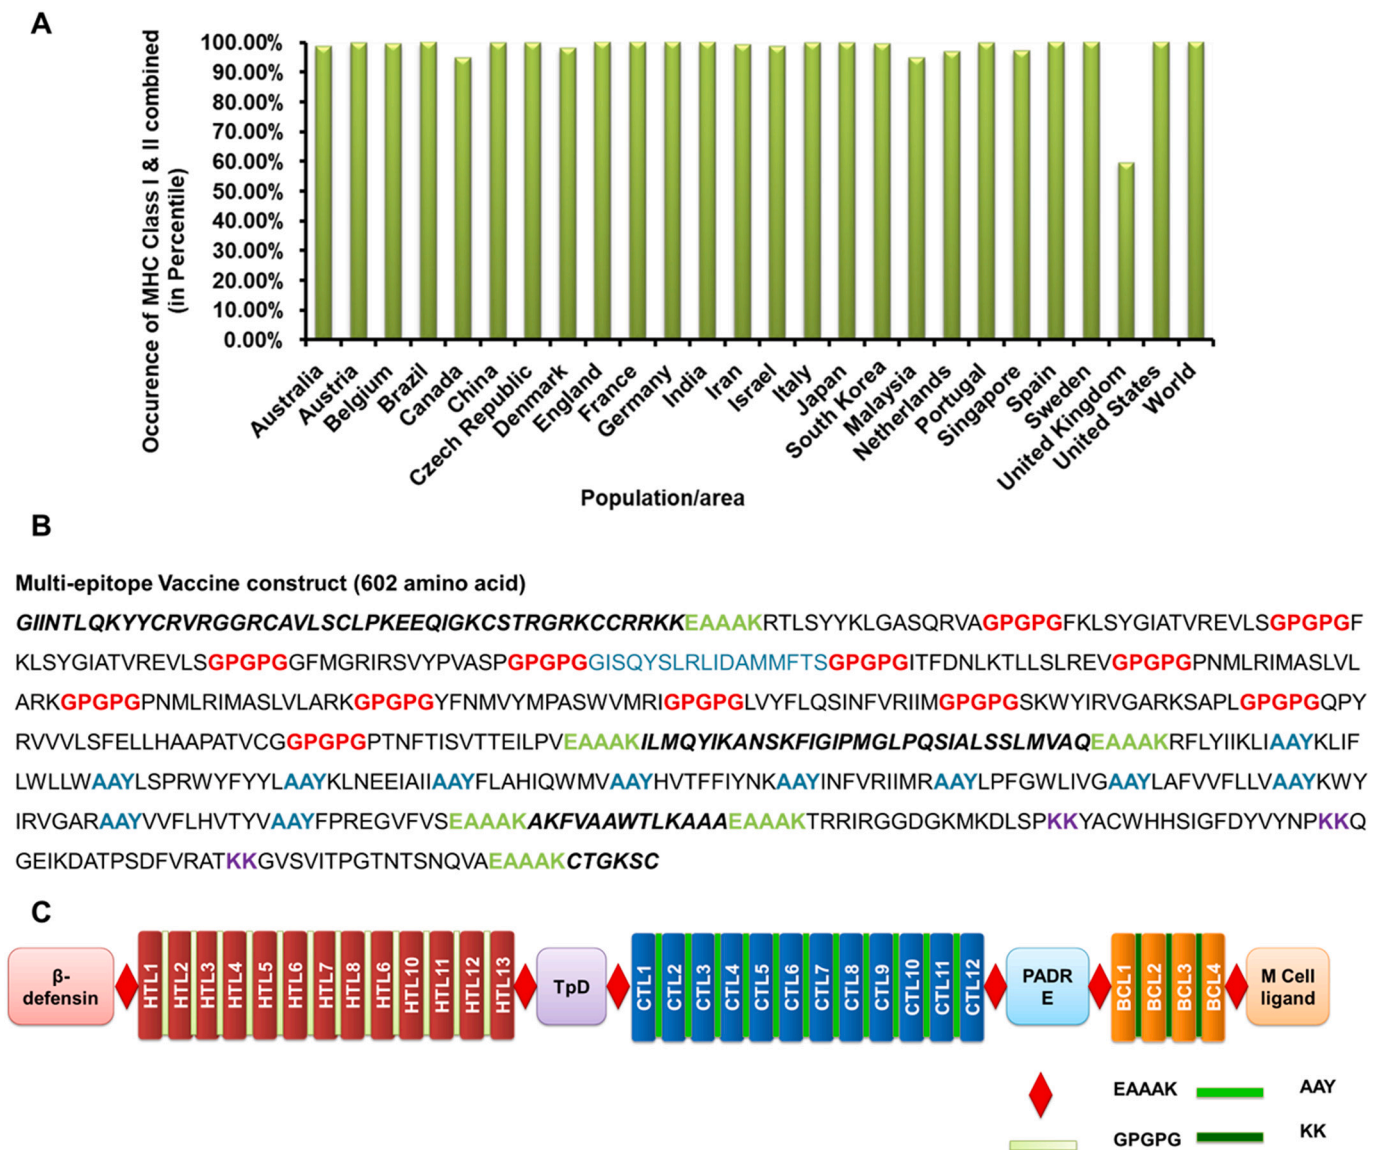 A
Occurence of MHC Class I & II combined
(in Percentile)
100.00%
90.00%
80.00%
70.00%
60.00%
50.00%
40.00%
30.00%
20.00%
10.00%
0.00%
Australia
Austria
Belgium
Brazil
Canada
China
Czech Republic
Denmark
England
France
Germany
India
Iran
Israel
Italy
Japan
South Korea
Malaysia
Netherlands
Portugal
Singapore
Spain
Sweden
United Kingdom
United States
World
Population/area
B
Multi-epitope Vaccine construct (602 amino acid)
GIINTLQKYYCRVRGGRCAVLSCLPKEEQIGKCSTRGRKCCRRKKEAAAKRTLSYYKLGASQRVAGPGPGFKLSYGIATVREVLSGPGPGF
KLSYGIATVREVLSGPGPGGFMGRIRSVYPVASPGPGPGGISQYSLRLIDAMMFTSGPGPGITFDNLKTLLSLREVGPGPGPNMLRIMASLVL
ARKGPGPGPNMLRIMASLVLARKGPGPGYFNMVYMPASWVMRIGPGPGLVYFLQSINFVRIIMGPGPGSKWYIRVGARKSAPLGPGPGQPY
RVVVLSFELLHAAPATVCGGPGPGPTNFTISVTTEILPVEAAAKILMQYIKANSKFIGIPMGLPQSIALSSLMVAQEAAAKRFLYIIKLIAAYKLIF
LWLLWAAYLSPRWYFYYLAAYKLNEEIAIIAAYFLAHIQWMVAAYHVTFFIYNKAAYINFVRIIMRAAYLPFGWLIVGAAYLAFVVFLLVAAYKWY
IRVGARAAYVVFLHVTYVAAYFPREGVFVSEAAAKAKFVAAWTLKAAAEAAAKTRRIRGGDGKMKDLSPKKYACWHHSIGFDYVYNPKKQ
GEIKDATPSDFVRATKKGVSVITPGTNTSNQVAEAAAKCTGKSC
C
β-
defensin
HTL1
HTL2
HTL3
HTL4
HTL5
HTL6
HTL7
HTL8
HTL6
HTL10
HTL11
HTL12
HTL13
TpD
CTL1
CTL2
CTL3
CTL4
CTL5
CTL6
CTL7
CTL8
CTL9
CTL10
CTL11
CTL12
PADR
E
BCL1
BCL2
BCL3
BCL4
M Cell
ligand
EAAAK
AAY
GPGPG
KK